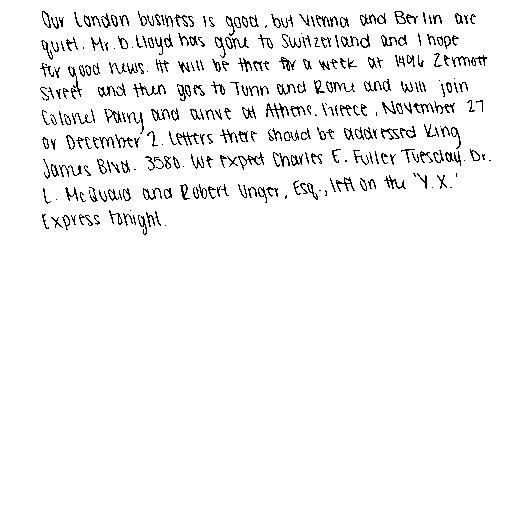 Our London business is good, but Vienna and Berlin are
quiet. Mr. D. Lloyd has gone to Switzerland and I hope
for good news. He will be there for a week at 1496 Zermott
Street and then goes to Turin and Rome and will join
Colonel Parry and arrive at Athens, Greece, November 27
or December 2. Letters there should be addressed King
James Blvd. 3580. We expect Charles E. Fuller Tuesday. Dr.
L. McQuaid and Robert Unger, Esq., left on the 'Y.X.'
Express tonight.